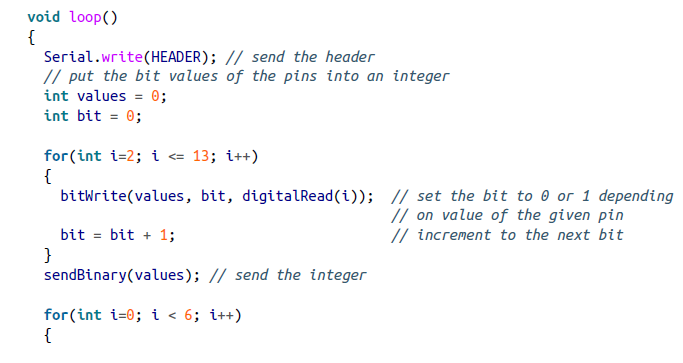 void loop()
{
  Serial.write(HEADER); // send the header
  // put the bit values of the pins into an integer
  int values = 0;
  int bit = 0;

  for(int i=2; i <= 13; i++)
  {
    bitWrite(values, bit, digitalRead(i));  // set the bit to 0 or 1 depending
                                            // on value of the given pin
    bit = bit + 1;                          // increment to the next bit
  }
  sendBinary(values); // send the integer

  for(int i=0; i < 6; i++)
  {